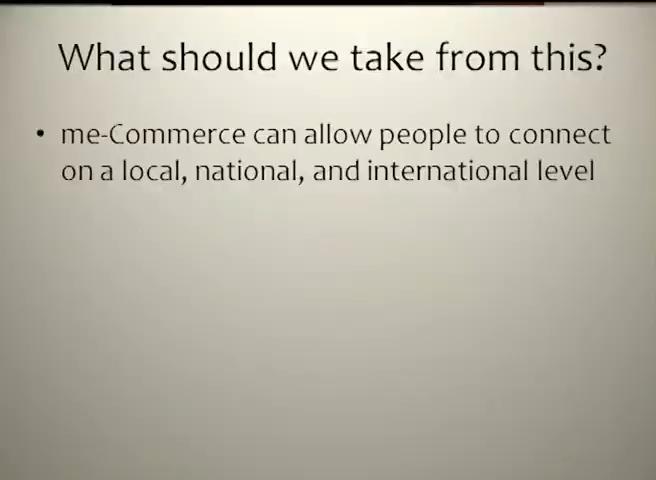 What should we take from this?
• me-Commerce can allow people to connect
on a local, national, and international level